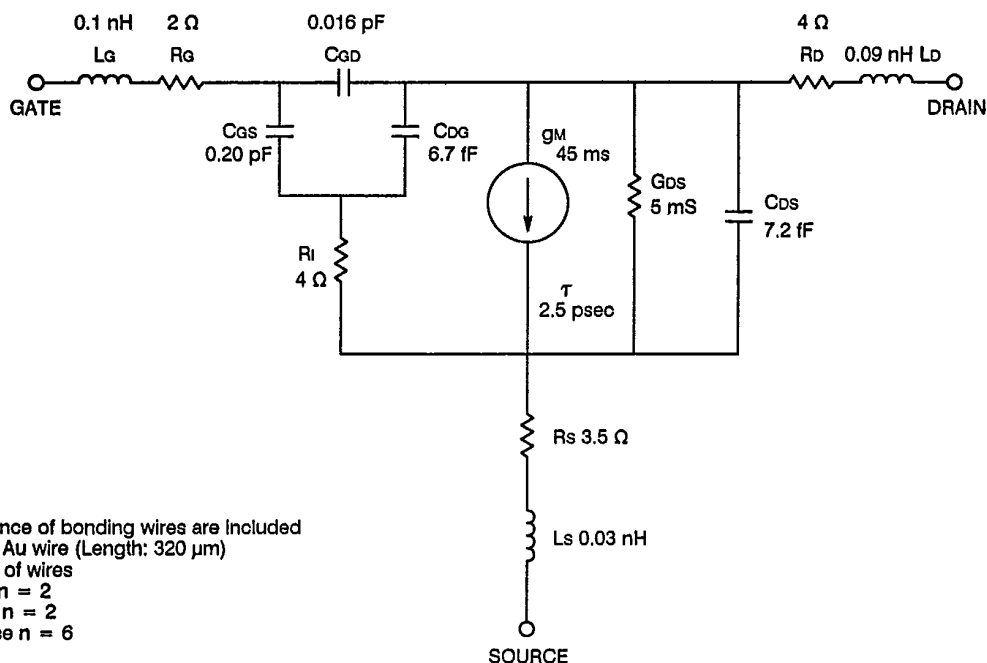 0.1 nH 2 Ω 0.016 pF 4 Ω
LG RG CGD RD 0.09 nH LD
GATE DRAIN
CGS
0.20 pF
CDG
6.7 fF
gM
45 ms
GDS
5 mS
CDS
7.2 fF
RI
4 Ω
τ
2.5 psec
RS 3.5 Ω
LS 0.03 nH
SOURCE
of bonding wires are Included
Au wire (Length: 320 µm)
of wires
n = 2
n = 2
n = 6